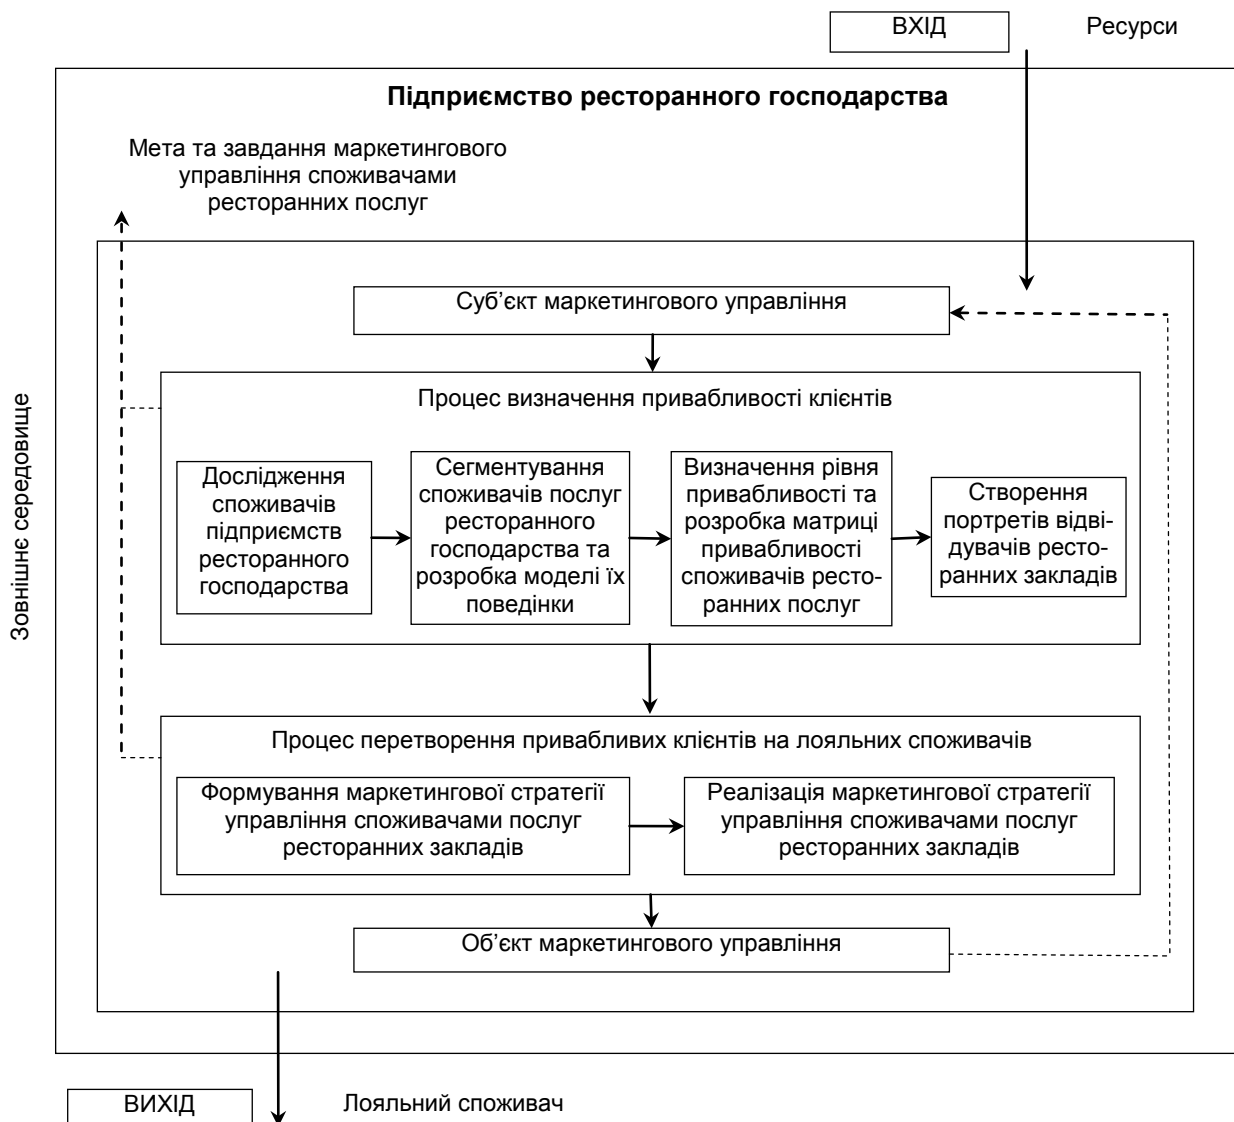 ВХІД
Ресурси
Підприємство ресторанного господарства
Мета та завдання маркетингового
управління споживачами
ресторанних послуг
Зовнішнє середовище
Суб’єкт маркетингового управління
Процес визначення привабливості клієнтів
Дослідження
споживачів
підприємств
ресторанного
господарства
Сегментування
споживачів послуг
ресторанного
господарства та
розробка моделі їх
поведінки
Визначення рівня
привабливості та
розробка матриці
привабливості
споживачів ресто-
ранних послуг
Створення
портретів відві-
дувачів ресто-
ранних закладів
Процес перетворення привабливих клієнтів на лояльних споживачів
Формування маркетингової стратегії
управління споживачами послуг
ресторанних закладів
Реалізація маркетингової стратегії
управління споживачами послуг
ресторанних закладів
Об’єкт маркетингового управління
ВИХІД
Лояльний споживач